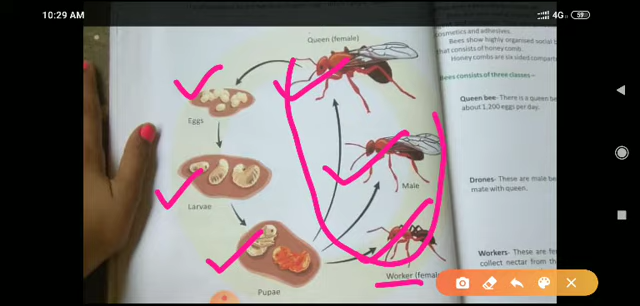 10:29 AM
4G
59
Queen (female)
Eggs
Larvae
Male
Pupae
Worker (femal
cosmetics and adhesives.
Bees show highly organised social
that consists of honey comb.
Honey combs are six sided compart
Bees consists of three classes—
Queen bee- There is a queen be
about 1,200 eggs per day.
Drones- These are male be
mate with queen.
Workers- These are fe
collect nectar from th